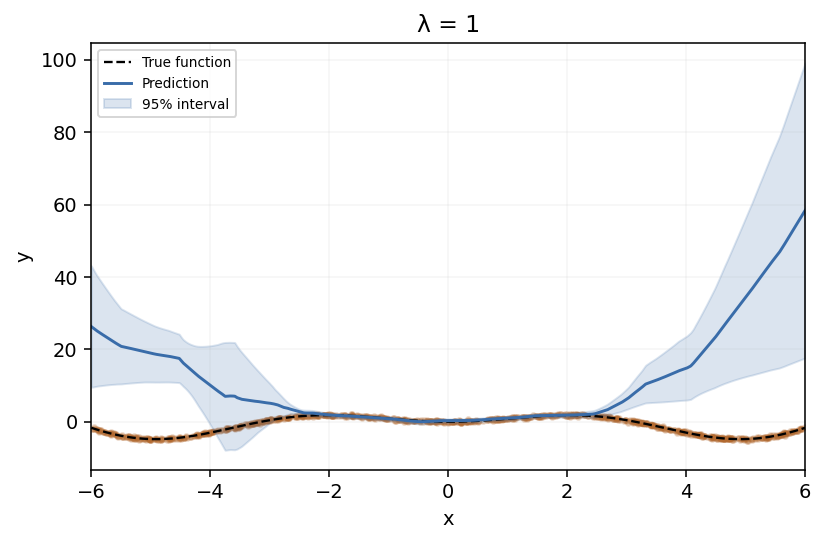 λ = 1
True function
Prediction
95% interval
100
80
60
40
20
0
y
−6
−4
−2
0
2
4
6
x